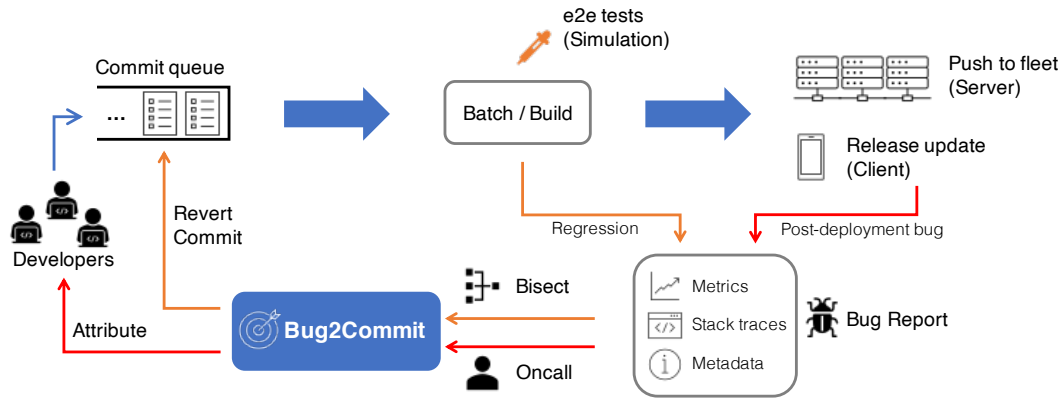 e2e tests
(Simulation)
Commit queue
...
Batch / Build
Push to fleet
(Server)
Release update
(Client)
Developers
Revert
Commit
Regression
Post-deployment bug
Attribute
Bug2Commit
Bisect
Oncall
Metrics
</> Stack traces
i Metadata
Bug Report